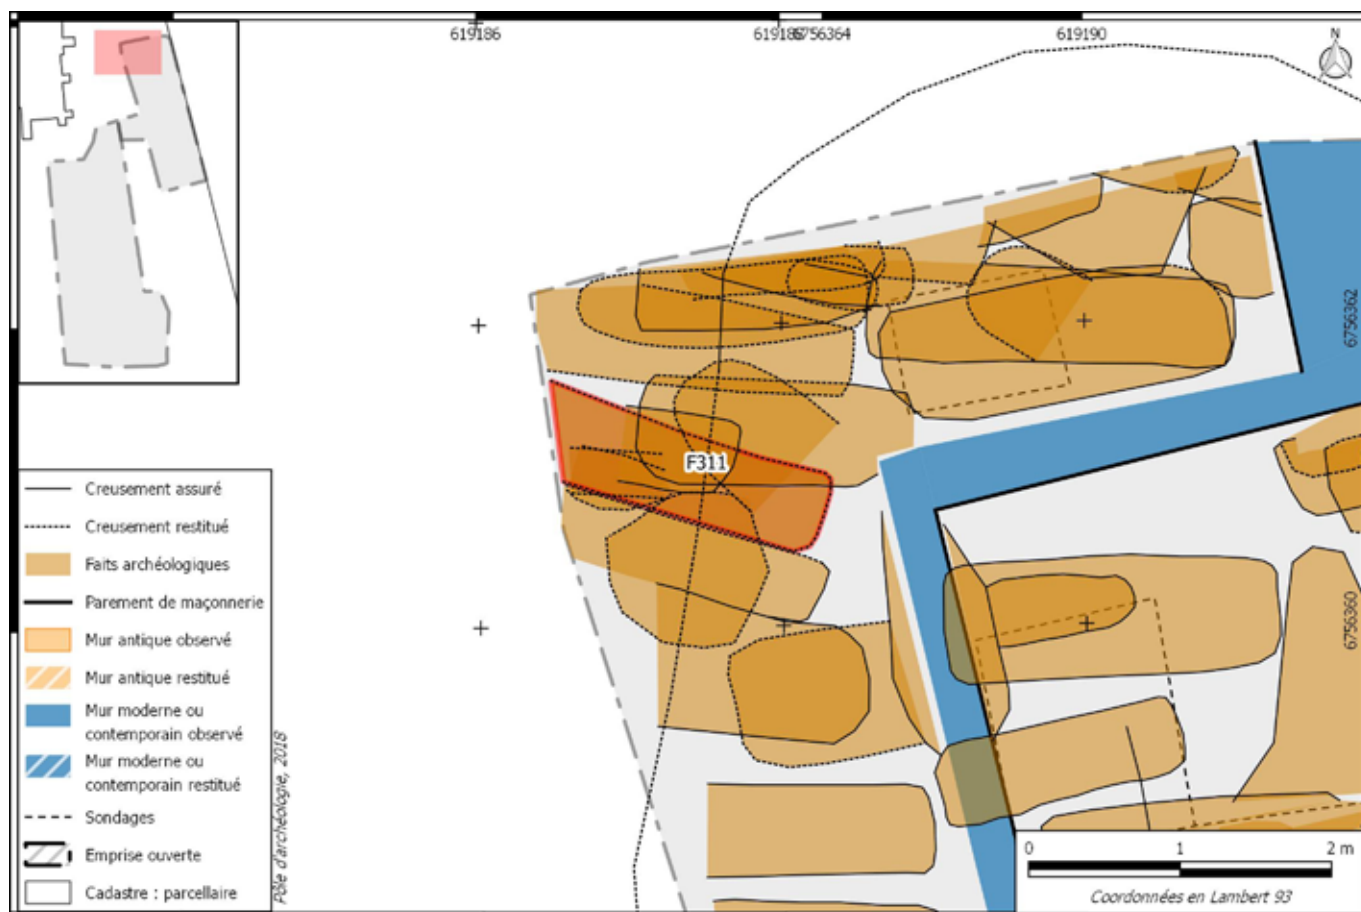 619186
619188
6756364
619190
N
6756362
F311
6756360
Creusement assuré
Creusement restitué
Faits archéologiques
Parement de maçonnerie
Mur antique observé
Mur antique restitué
Mur moderne ou
contemporain observé
Mur moderne ou
contemporain restitué
Sondages
Emprise ouverte
Cadastre : parcellaire
Pôle d'archéologie, 2018
0 1 2 m
Coordonnées en Lambert 93